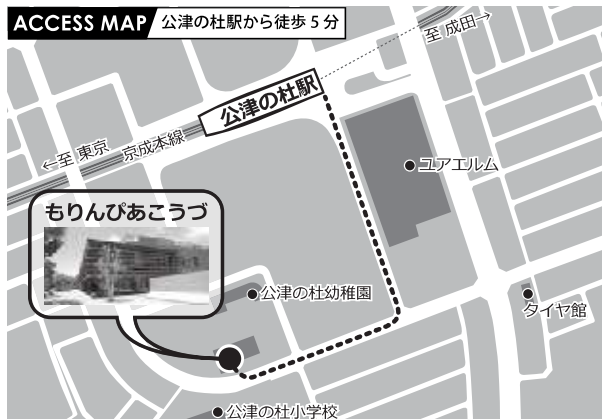 ACCESS MAP 公津の杜駅から徒歩5分
至 成田→
公津の杜駅
←至 東京 京成本線
ユアエルム
もりんぴあこうづ
公津の杜幼稚園
タイヤ館
公津の杜小学校